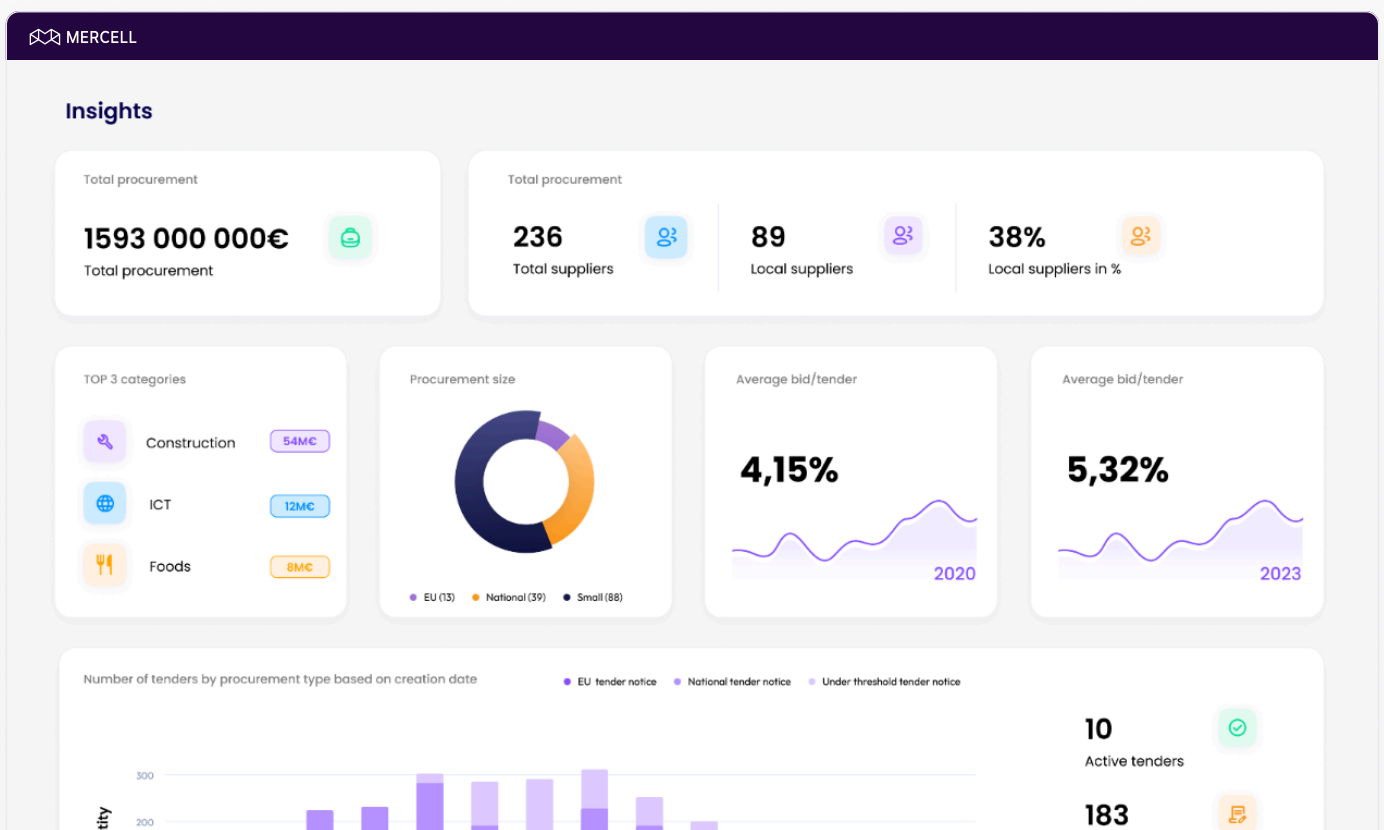 MERCELL
Insights
Total procurement
1593 000 000€
Total procurement
Total procurement
236
Total suppliers
89
Local suppliers
38%
Local suppliers in %
TOP 3 categories
Construction
54M€
ICT
12M€
Foods
8M€
Procurement size
EU (13)
National (39)
Small (88)
Average bid/tender
4,15%
2020
Average bid/tender
5,32%
2023
Number of tenders by procurement type based on creation date
EU tender notice
National tender notice
Under threshold tender notice
300
200
10
Active tenders
183